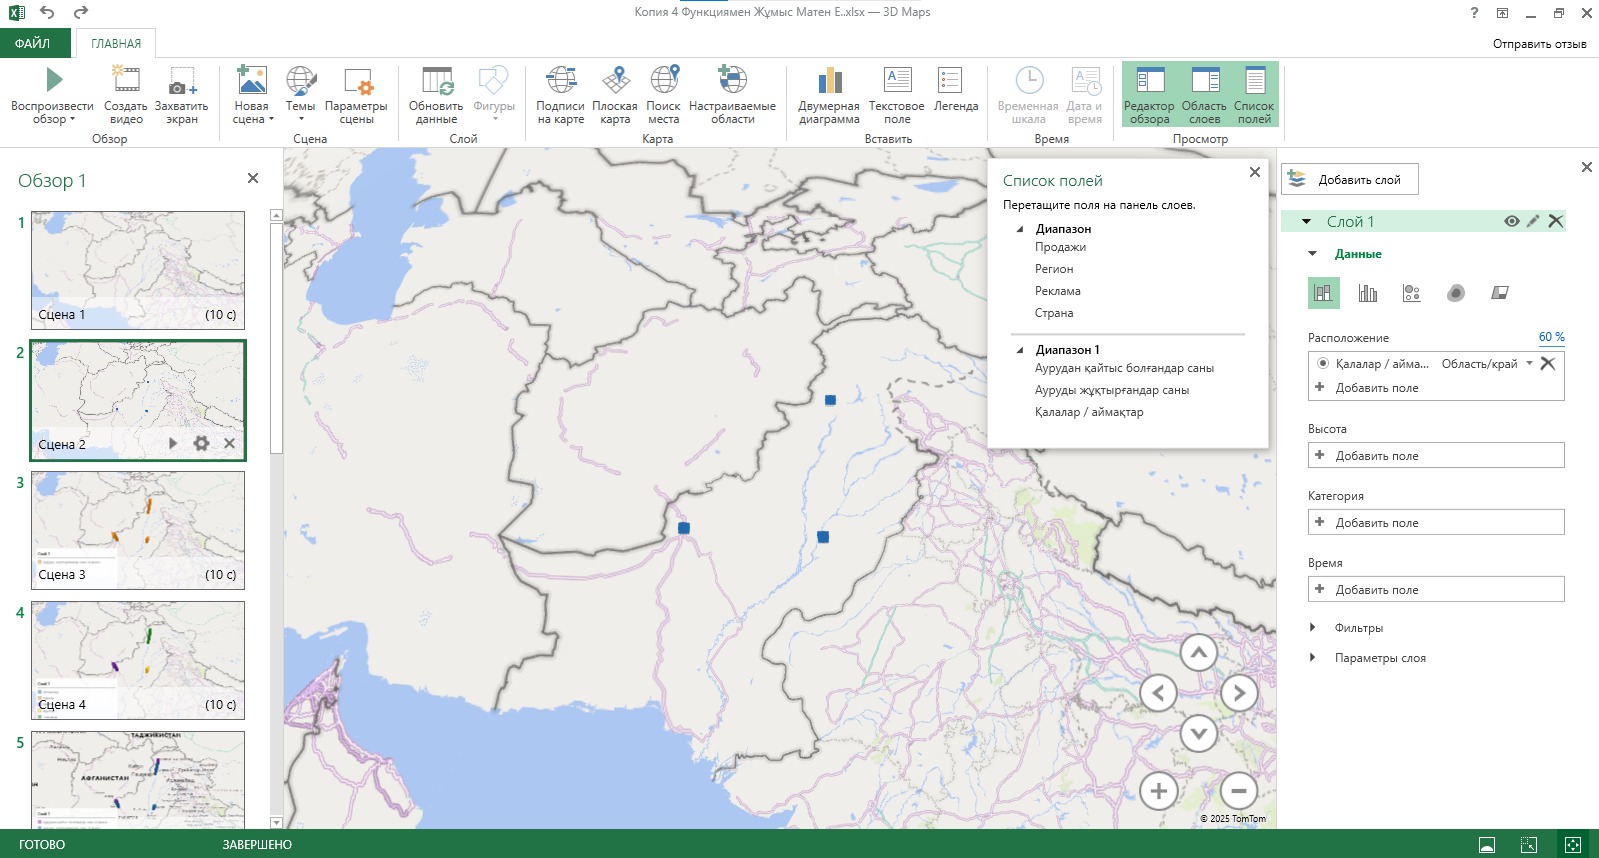 Копия 4 Функциямен Жұмыс Матен Е..xlsx — 3D Maps
?
ФАЙЛ
ГЛАВНАЯ
Отправить отзыв
Воспроизвести обзор
Создать видео
Захватить экран
Обзор
Новая сцена
Темы
Параметры сцены
Сцена
Обновить данные
Фигуры
Слой
Подписи на карте
Плоская карта
Поиск места
Настраиваемые области
Карта
Двумерная диаграмма
Текстовое поле
Легенда
Вставить
Временная шкала
Дата и время
Время
Редактор обзора
Область слоев
Список полей
Просмотр
Обзор 1
1
Сцена 1 (10 с)
2
Сцена 2
3
Сцена 3 (10 с)
4
Сцена 4 (10 с)
5
ТАДЖИКИСТАН
АФГАНИСТАН
Список полей
Перетащите поля на панель слоев.
Диапазон
Продажи
Регион
Реклама
Страна
Диапазон 1
Аурудан қайтыс болғандар саны
Ауруды жұқтырғандар саны
Қалалар / аймақтар
© 2025 TomTom
Добавить слой
Слой 1
Данные
Расположение 60 %
Қалалар / айма... Область/край
Добавить поле
Высота
Добавить поле
Категория
Добавить поле
Время
Добавить поле
Фильтры
Параметры слоя
ГОТОВО
ЗАВЕРШЕНО